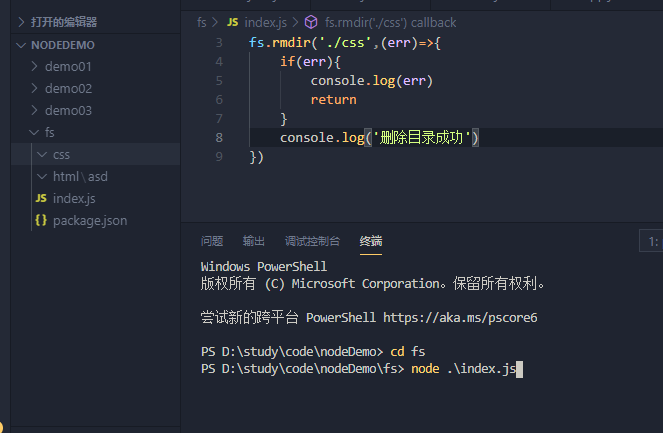 打开的编辑器
NODEDEMO
demo01
demo02
demo03
fs
css
html\asd
JS index.js
{} package.json
fs > JS index.js > fs.rmdir('./css') callback
3 fs.rmdir('./css',(err)=>{
4 if(err){
5 console.log(err)
6 return
7 }
8 console.log('删除目录成功')
9 })
问题 输出 调试控制台 终端 1:
Windows PowerShell
版权所有 (C) Microsoft Corporation。保留所有权利。
尝试新的跨平台 PowerShell https://aka.ms/pscore6
PS D:\study\code\nodeDemo> cd fs
PS D:\study\code\nodeDemo\fs> node .\index.js